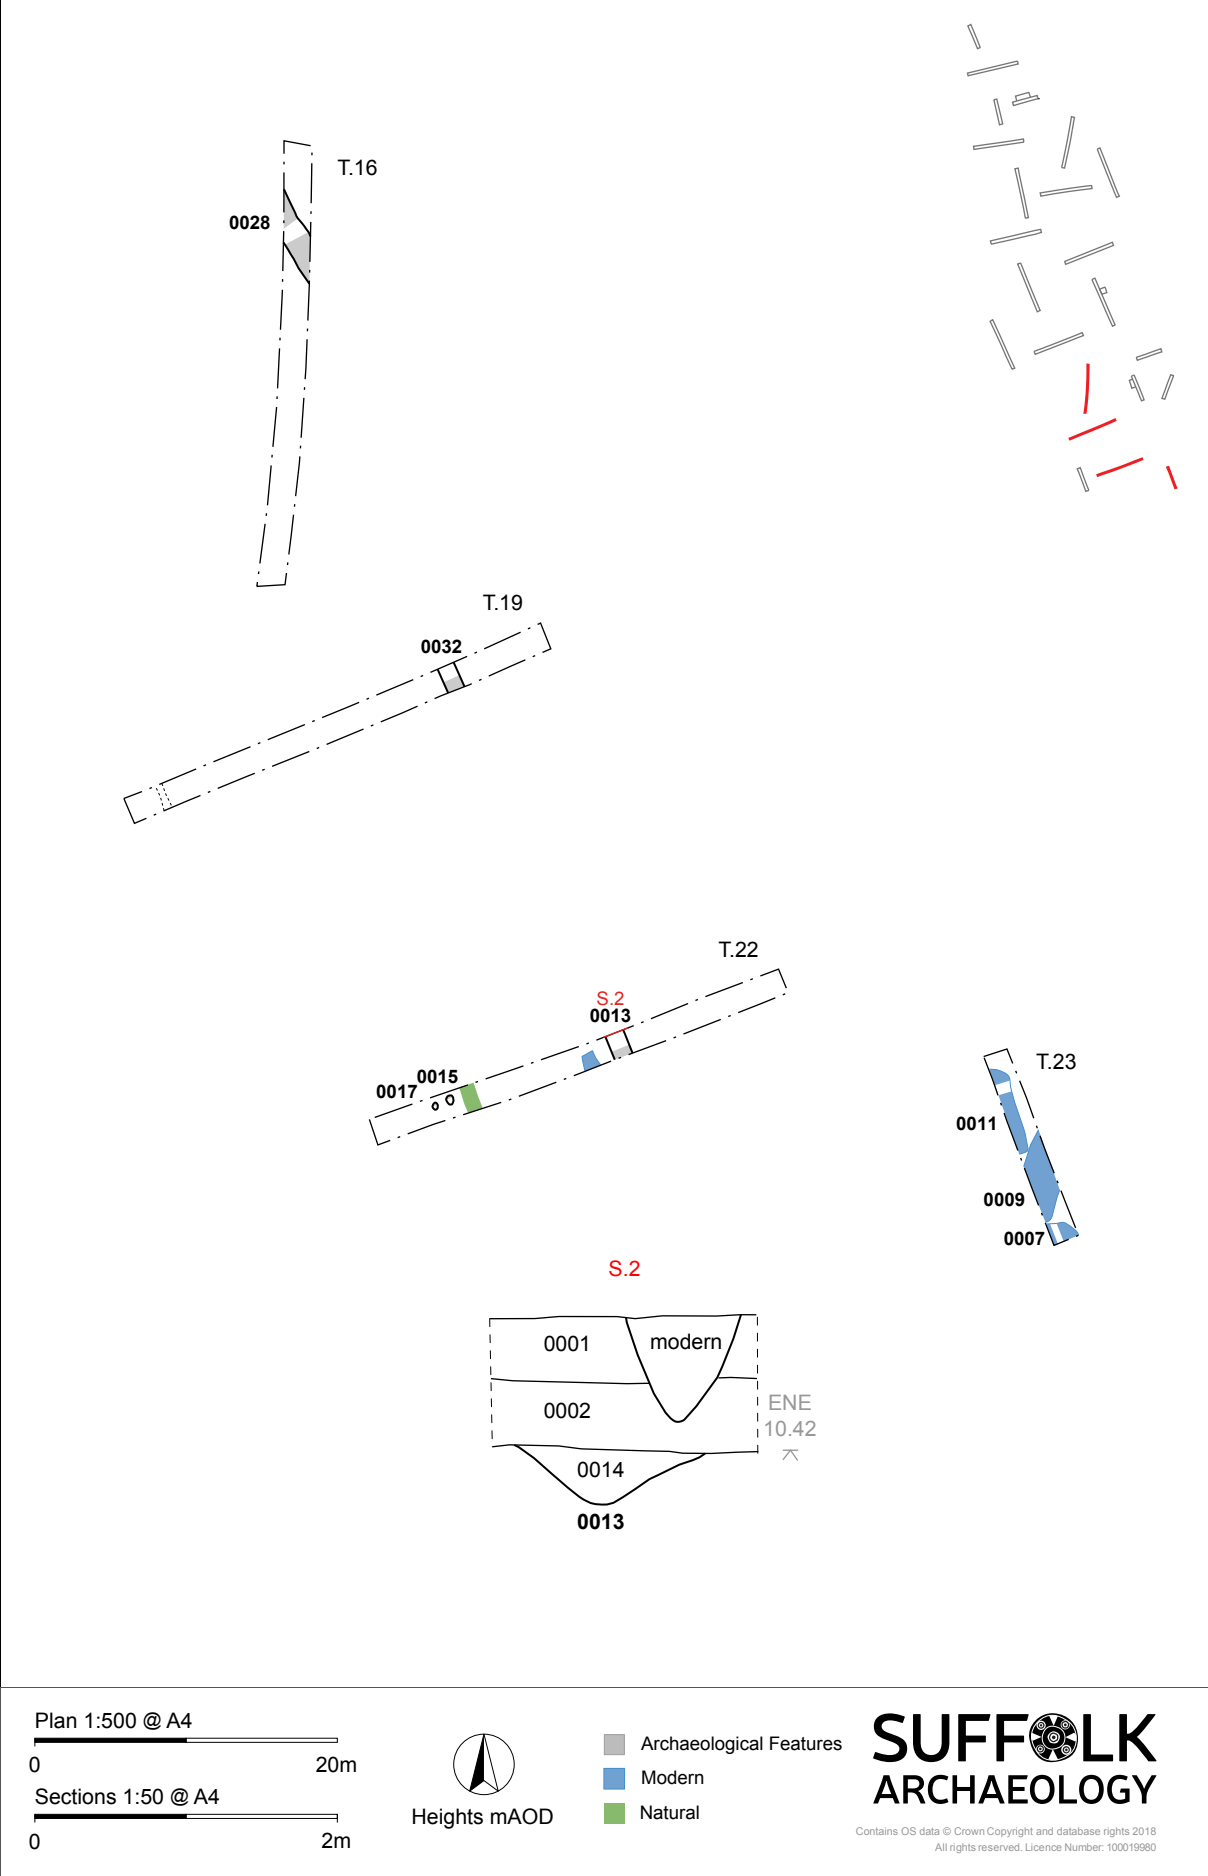 T.16
0028
T.19
0032
T.22
S.2
0013
0015
0017
T.23
0011
0009
0007
S.2
0001
modern
0002
ENE
10.42
0014
0013
Plan 1:500 @ A4
0 20m
Sections 1:50 @ A4
0 2m
Heights mAOD
Archaeological Features
Modern
Natural
SUFFOLK
ARCHAEOLOGY
Contains OS data © Crown Copyright and database rights 2018
All rights reserved. Licence Number: 100019980